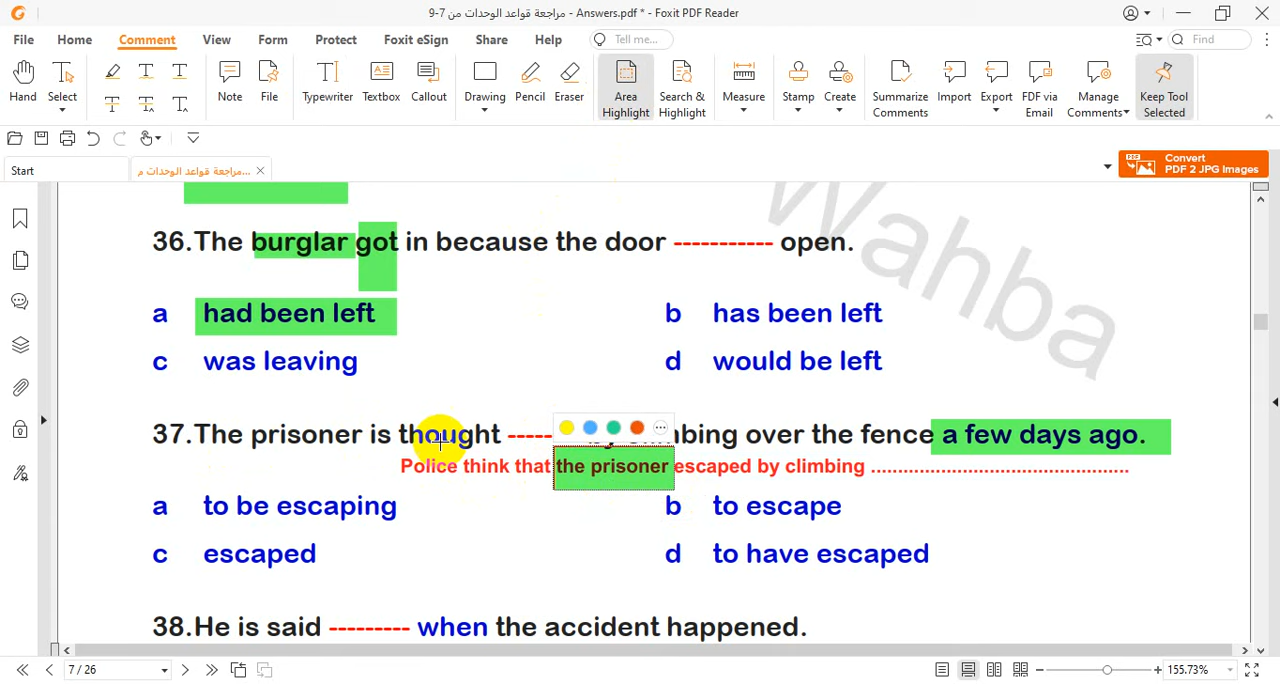 مراجعة قواعد الوحدات من 7-9 - Answers.pdf * - Foxit PDF Reader
File Home Comment View Form Protect Foxit eSign Share Help Tell me... Find
Hand Select Note File Typewriter Textbox Callout Drawing Pencil Eraser Area Highlight Search & Highlight Measure Stamp Create Summarize Comments Import Export FDF via Email Manage Comments Keep Tool Selected
Start مراجعة قواعد الوحدات م... Convert PDF 2 JPG Images
Wahba
36.The burglar got in because the door ----------- open.
a had been left b has been left
c was leaving d would be left
37.The prisoner is thought ------ climbing over the fence a few days ago.
Police think that the prisoner escaped by climbing ................................................
a to be escaping b to escape
c escaped d to have escaped
38.He is said --------- when the accident happened.
7 / 26 155.73%